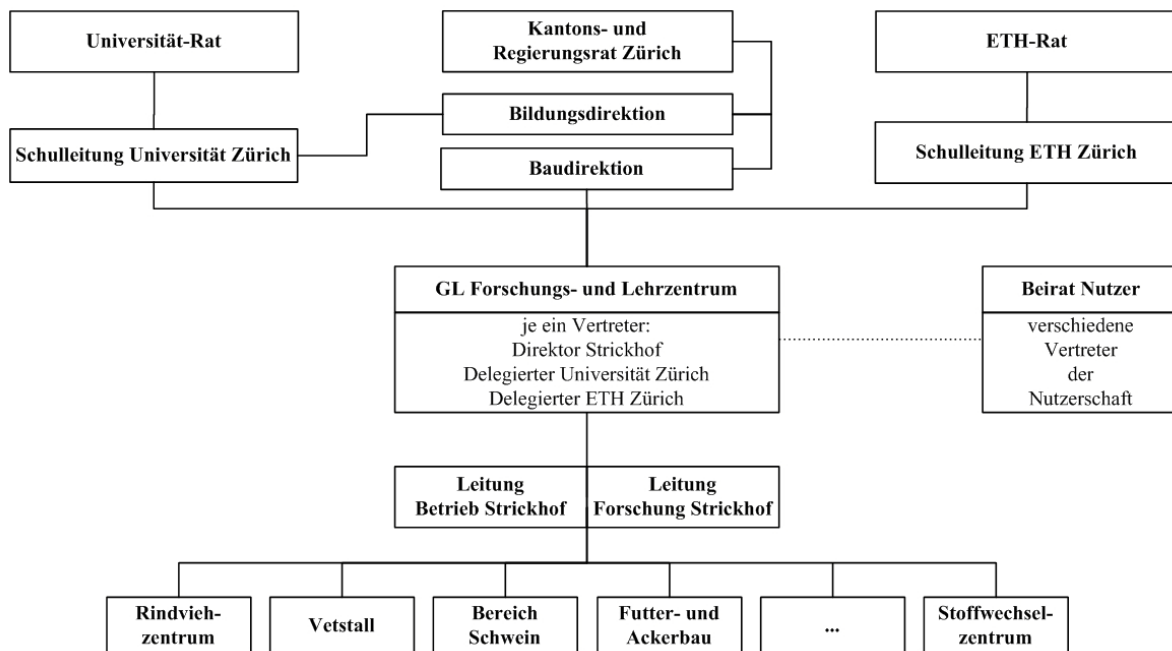 Universität-Rat
Kantons- und
Regierungsrat Zürich
ETH-Rat
Bildungsdirektion
Schulleitung Universität Zürich
Schulleitung ETH Zürich
Baudirektion
GL Forschungs- und Lehrzentrum
je ein Vertreter:
Direktor Strickhof
Delegierter Universität Zürich
Delegierter ETH Zürich
Beirat Nutzer
verschiedene
Vertreter
der
Nutzerschaft
Leitung
Betrieb Strickhof
Leitung
Forschung Strickhof
Rindvieh-
zentrum
Vetstall
Bereich
Schwein
Futter- und
Ackerbau
...
Stoffwechsel-
zentrum